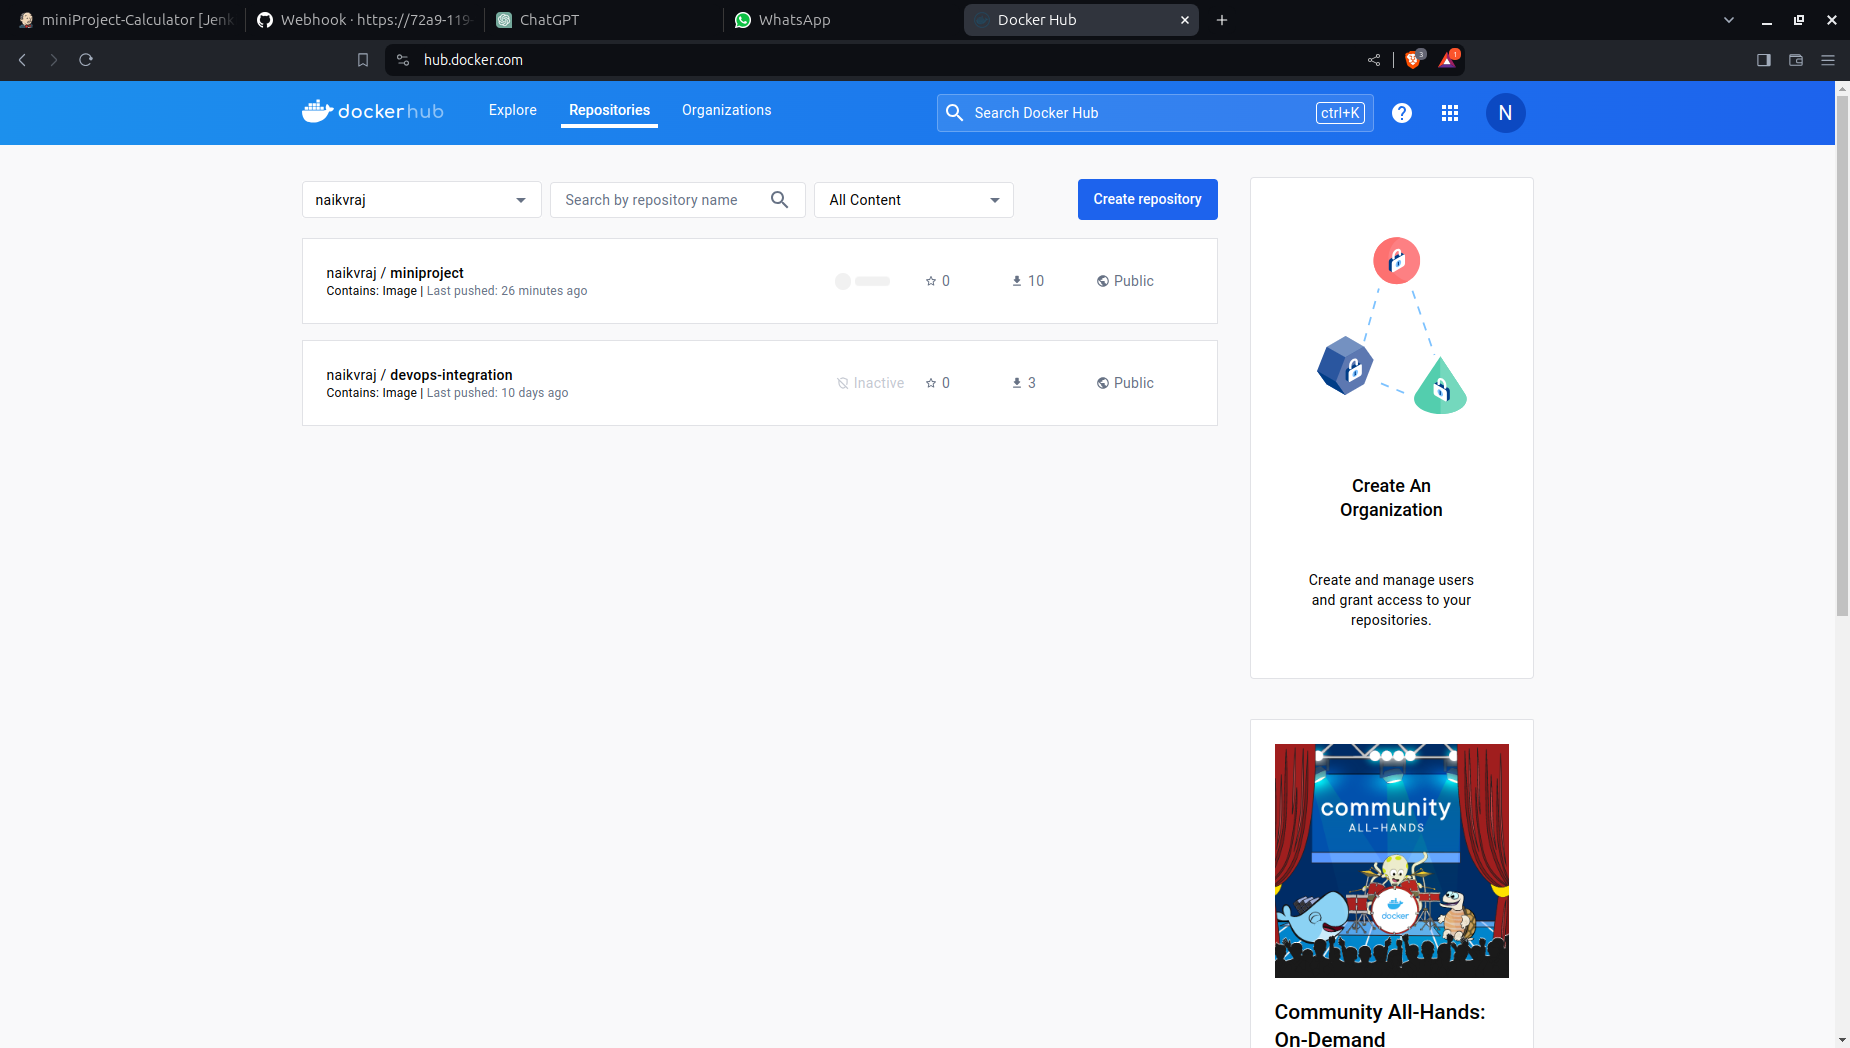 miniProject-Calculator [Jenk
Webhook · https://72a9-119-
ChatGPT
WhatsApp
Docker Hub
hub.docker.com
3
1
dockerhub
Explore
Repositories
Organizations
Search Docker Hub
ctrl+K
?
N
naikvraj
Search by repository name
All Content
Create repository
naikvraj / miniproject
Contains: Image | Last pushed: 26 minutes ago
0
10
Public
naikvraj / devops-integration
Contains: Image | Last pushed: 10 days ago
Inactive
0
3
Public
Create An
Organization
Create and manage users
and grant access to your
repositories.
community
ALL-HANDS
docker
Community All-Hands:
On-Demand